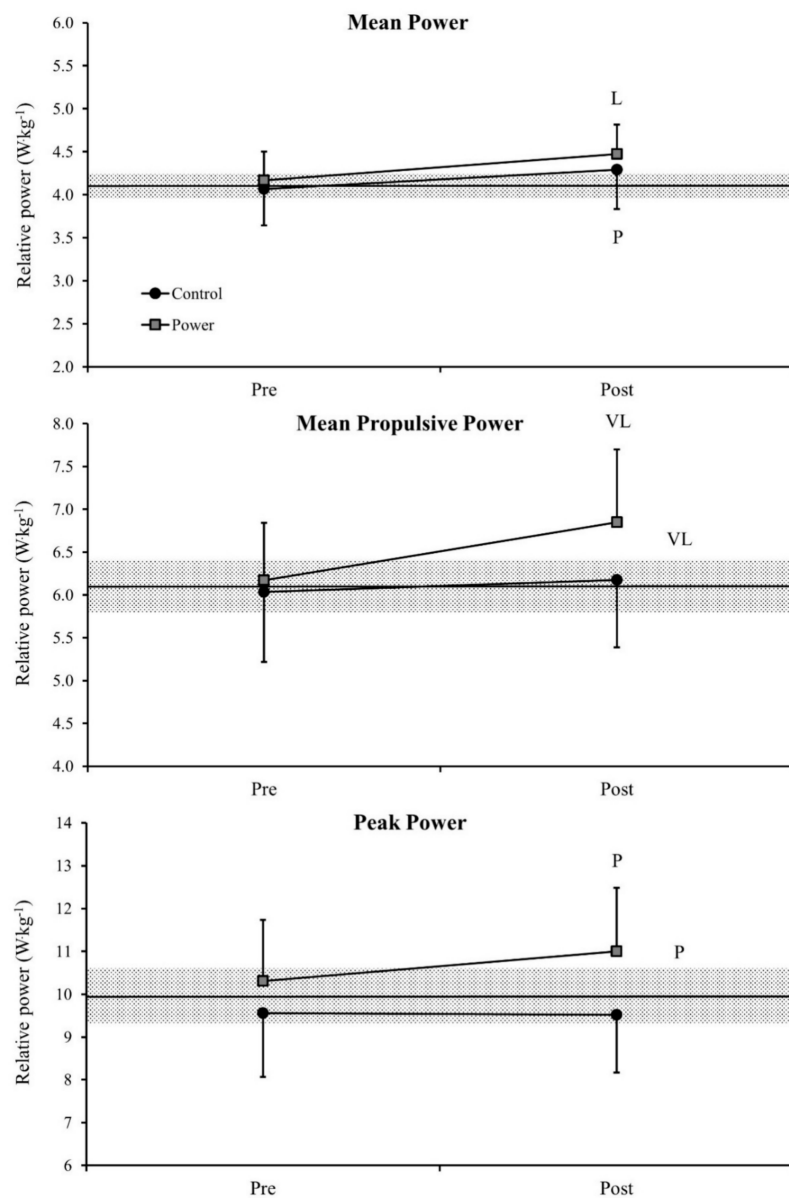 Mean Power
6.0
5.5
5.0
4.5
4.0
3.5
3.0
2.5
2.0
Relative power (W·kg⁻¹)
L
P
Control
Power
Pre Post
Mean Propulsive Power
8.0
7.5
7.0
6.5
6.0
5.5
5.0
4.5
4.0
Relative power (W·kg⁻¹)
VL
VL
Pre Post
Peak Power
14
13
12
11
10
9
8
7
6
Relative power (W·kg⁻¹)
P
P
Pre Post